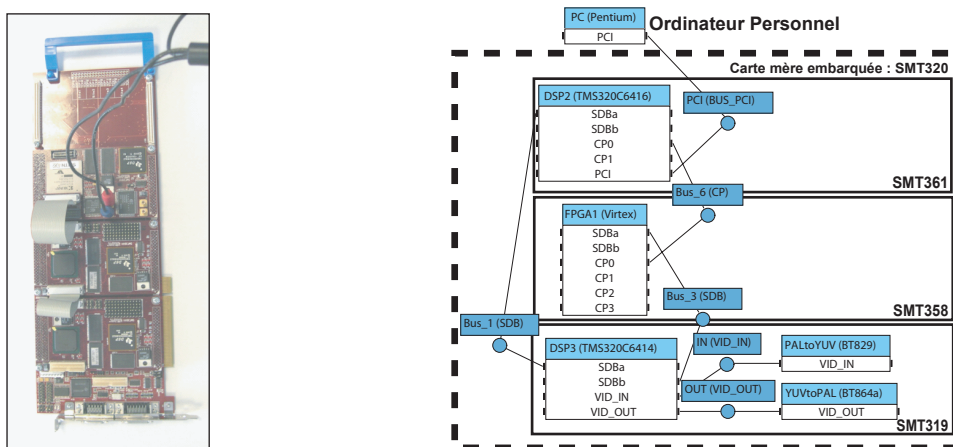 PC (Pentium)
PCI
Ordinateur Personnel
Carte mère embarquée : SMT320
DSP2 (TMS320C6416)
SDBa
SDBb
CP0
CP1
PCI
PCI (BUS_PCI)
SMT361
Bus_6 (CP)
FPGA1 (Virtex)
SDBa
SDBb
CP0
CP1
CP2
CP3
Bus_3 (SDB)
SMT358
Bus_1 (SDB)
DSP3 (TMS320C6414)
SDBa
SDBb
VID_IN
VID_OUT
IN (VID_IN)
PALtoYUV (BT829)
VID_IN
OUT (VID_OUT)
YUVtoPAL (BT864a)
VID_OUT
SMT319